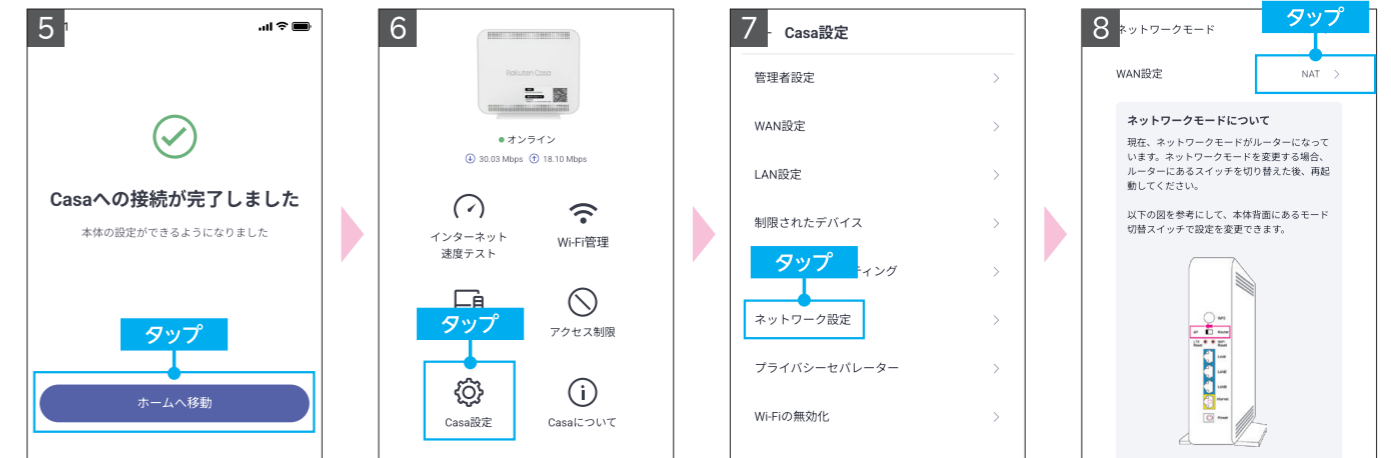 5
1
Casaへの接続が完了しました
本体の設定ができるようになりました
タップ
ホームへ移動
6
Rakuten Casa
オンライン
30.03 Mbps 18.10 Mbps
インターネット
速度テスト
Wi-Fi管理
タップ
アクセス制限
Casa設定
Casaについて
7
Casa設定
管理者設定
WAN設定
LAN設定
制限されたデバイス
タップ
ティング
ネットワーク設定
プライバシーセパレーター
Wi-Fiの無効化
8
ネットワークモード
タップ
WAN設定
NAT
ネットワークモードについて
現在、ネットワークモードがルーターになって
います。ネットワークモードを変更する場合、
ルーターにあるスイッチを切り替えた後、再起
動してください。
以下の図を参考にして、本体背面にあるモード
切替スイッチで設定を変更できます。
WPS
AP Router
LTE WiFi
Reset Reset
LAN3
LAN2
LAN1
Internet
Power